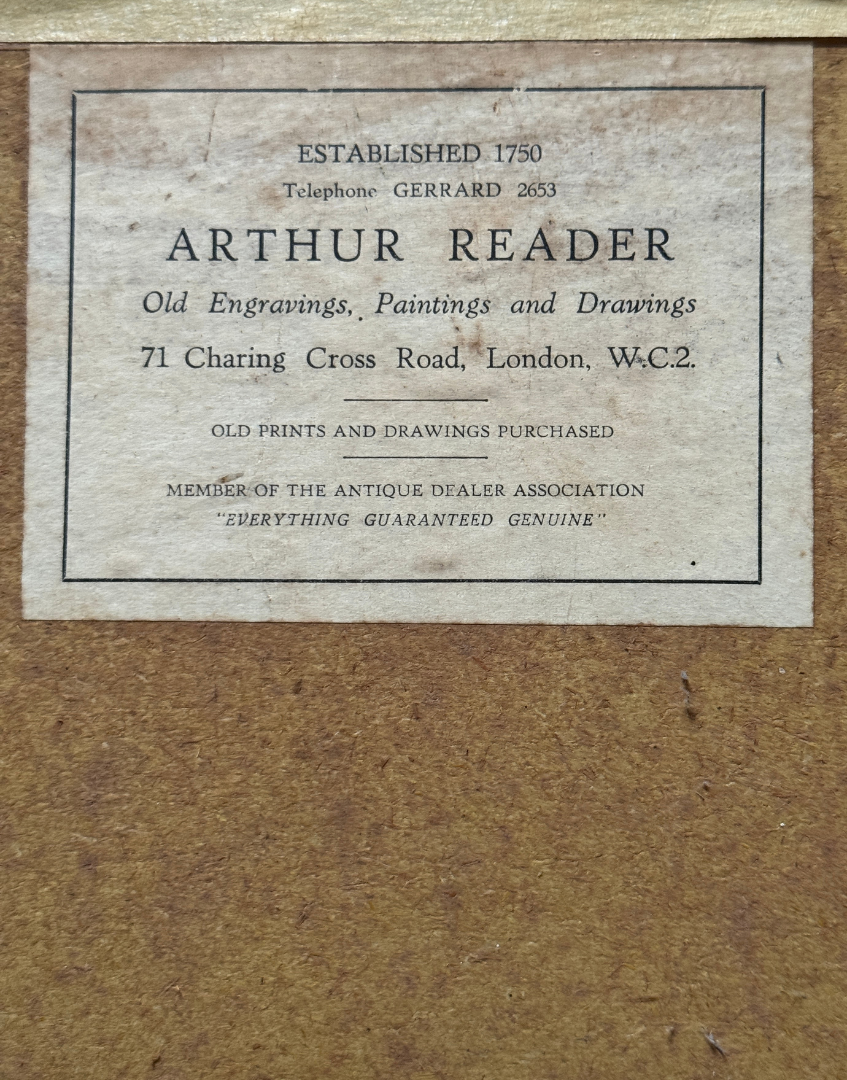 ESTABLISHED 1750
Telephone GERRARD 2653
ARTHUR READER
Old Engravings, Paintings and Drawings
71 Charing Cross Road, London, W.C.2.
OLD PRINTS AND DRAWINGS PURCHASED
MEMBER OF THE ANTIQUE DEALER ASSOCIATION
"EVERYTHING GUARANTEED GENUINE"